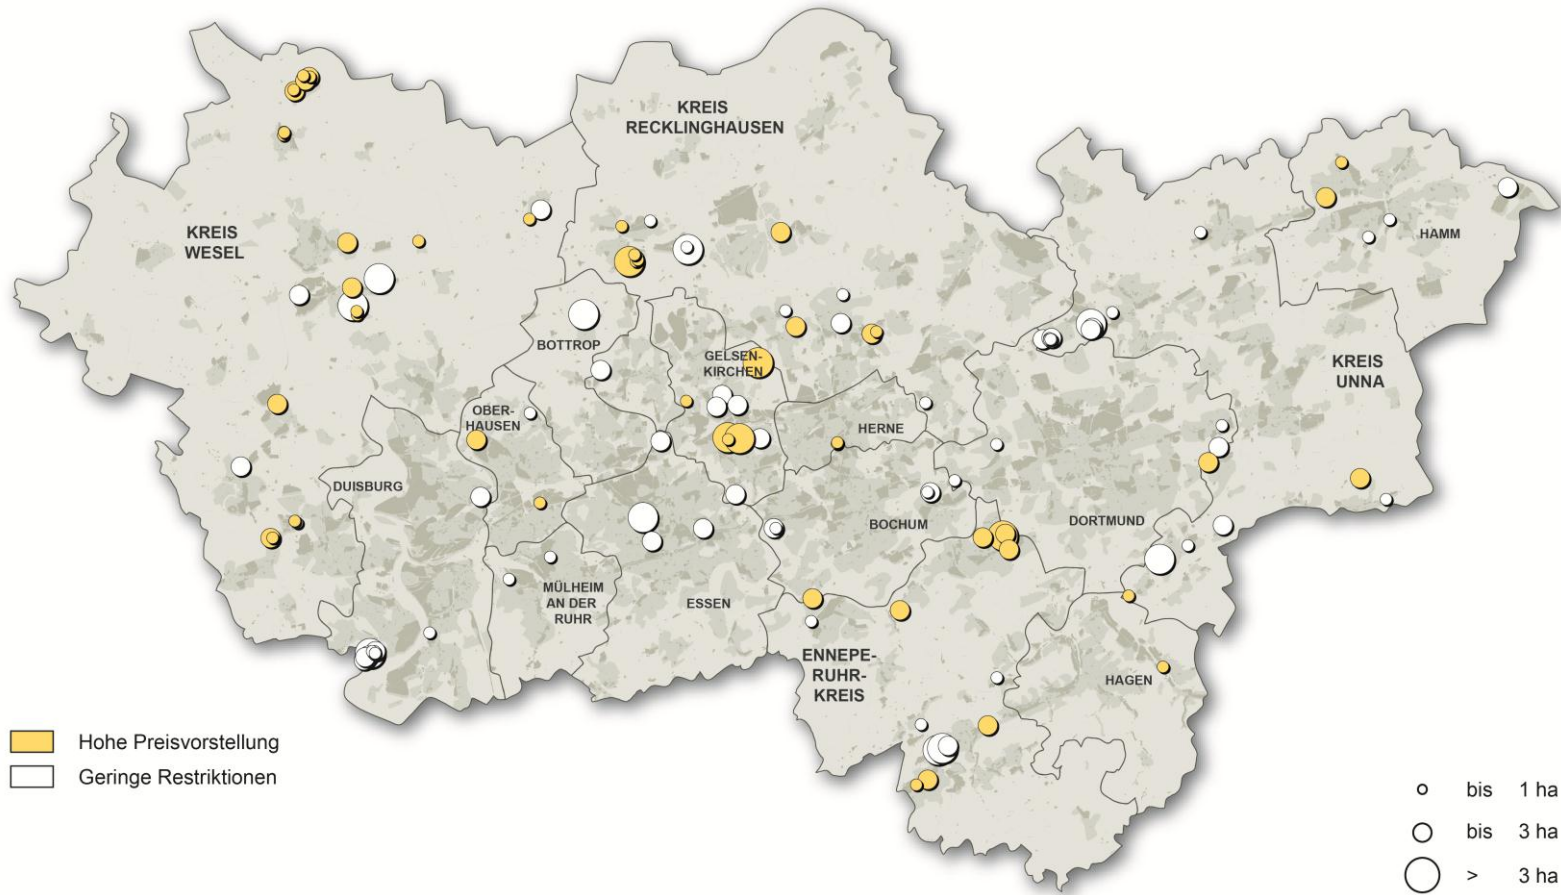 KREIS
RECKLINGHAUSEN
KREIS
WESEL
HAMM
BOTTROP
GELSEN-
KIRCHEN
KREIS
UNNA
OBER-
HAUSEN
HERNE
DUISBURG
BOCHUM
DORTMUND
MÜLHEIM
AN DER
RUHR
ESSEN
ENNEPE-
RUHR-
KREIS
HAGEN
Hohe Preisvorstellung
Geringe Restriktionen
bis 1 ha
bis 3 ha
> 3 ha